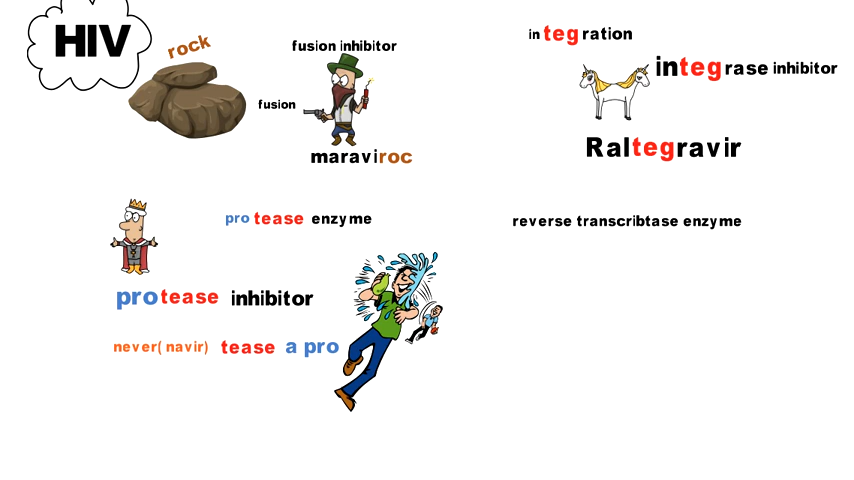 HIV
rock
fusion inhibitor
fusion
maraviroc
integration
integrase inhibitor
Raltegravir
protease enzyme
protease inhibitor
never( navir) tease a pro
reverse transcribtase enzyme